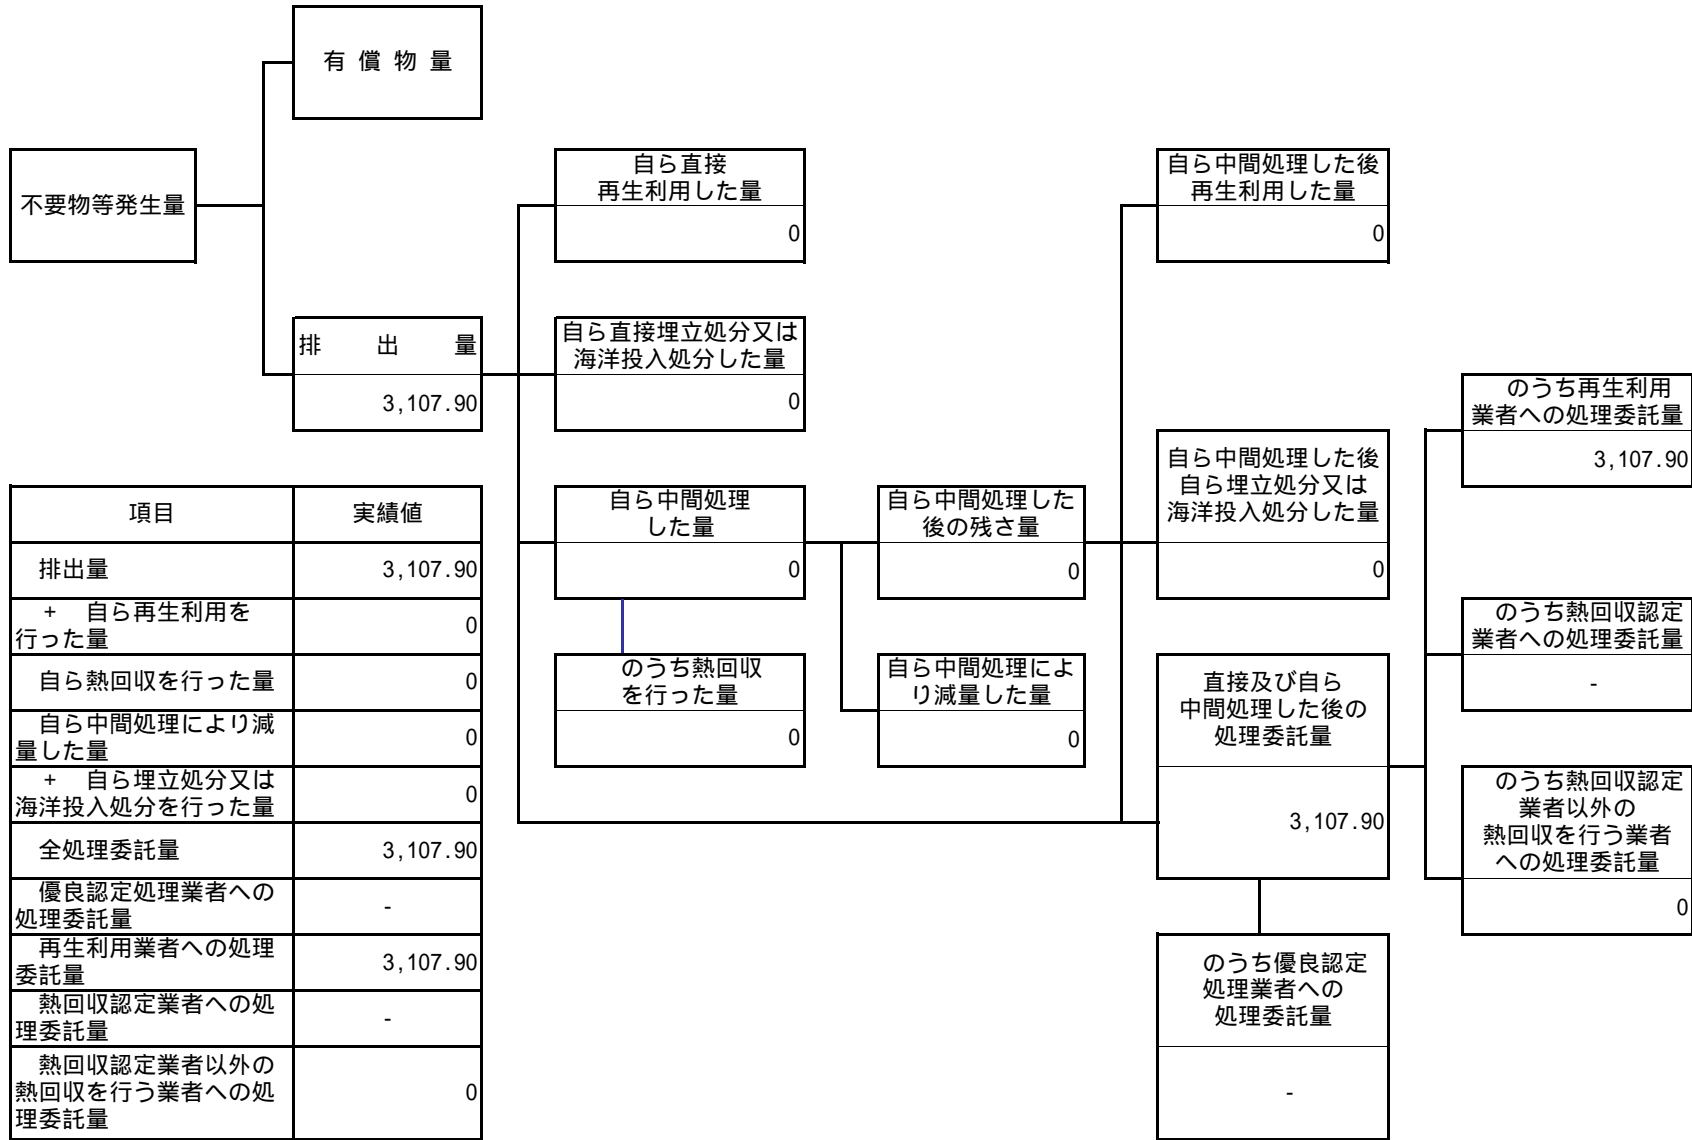 有 償 物 量
不要物等発生量
排 出 量
3,107.90
自ら直接
再生利用した量
0
自ら直接埋立処分又は
海洋投入処分した量
0
自ら中間処理
した量
0
のうち熱回収
を行った量
0
自ら中間処理した
後の残さ量
0
自ら中間処理によ
り減量した量
0
自ら中間処理した後
再生利用した量
0
自ら中間処理した後
自ら埋立処分又は
海洋投入処分した量
0
直接及び自ら
中間処理した後の
処理委託量
3,107.90
のうち優良認定
処理業者への
処理委託量
-
のうち再生利用
業者への処理委託量
3,107.90
のうち熱回収認定
業者への処理委託量
-
のうち熱回収認定
業者以外の
熱回収を行う業者
への処理委託量
0
項目 実績値
排出量 3,107.90
+ 自ら再生利用を
行った量 0
自ら熱回収を行った量 0
自ら中間処理により減
量した量 0
+ 自ら埋立処分又は
海洋投入処分を行った量 0
全処理委託量 3,107.90
優良認定処理業者への
処理委託量 -
再生利用業者への処理
委託量 3,107.90
熱回収認定業者への処
理委託量 -
熱回収認定業者以外の
熱回収を行う業者への処
理委託量 0